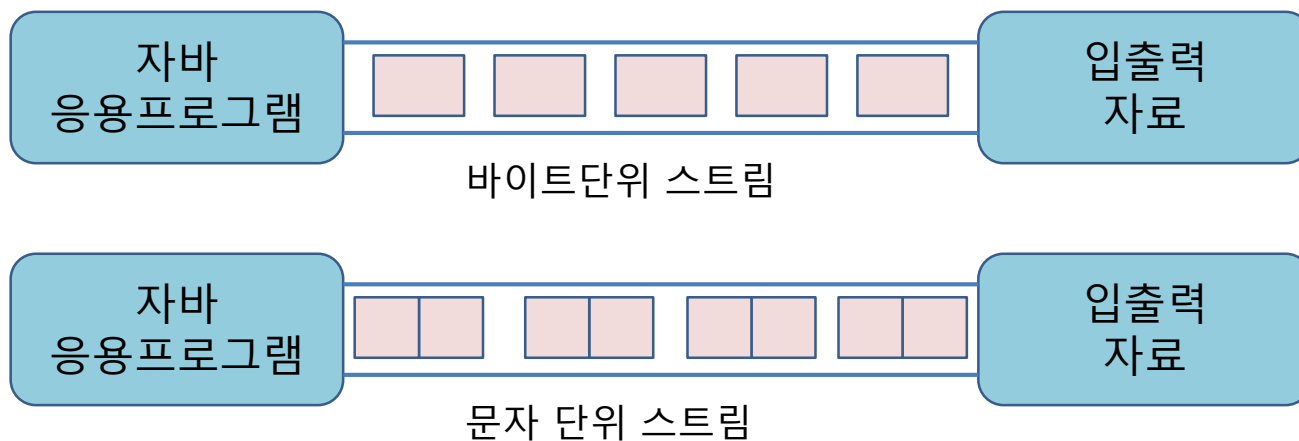 자바
응용프로그램
입출력
자료
바이트단위 스트림
자바
응용프로그램
입출력
자료
문자 단위 스트림